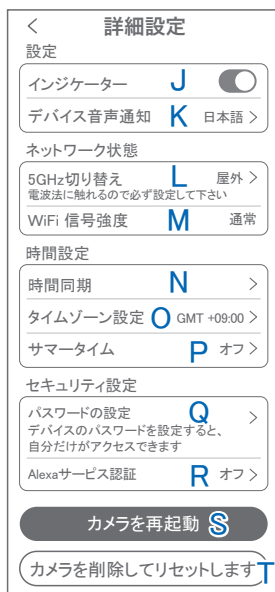 < 詳細設定
設定
インジケーター J
デバイス音声通知 K 日本語 >
ネットワーク状態
5GHz切り替え L 屋外 >
電波法に触れるので必ず設定して下さい
WiFi 信号強度 M 通常
時間設定
時間同期 N >
タイムゾーン設定 O GMT +09:00 >
サマータイム P オフ >
セキュリティ設定
パスワードの設定 Q >
デバイスのパスワードを設定すると、
自分だけがアクセスできます
Alexaサービス認証 R オフ >
カメラを再起動 S
カメラを削除してリセットします T